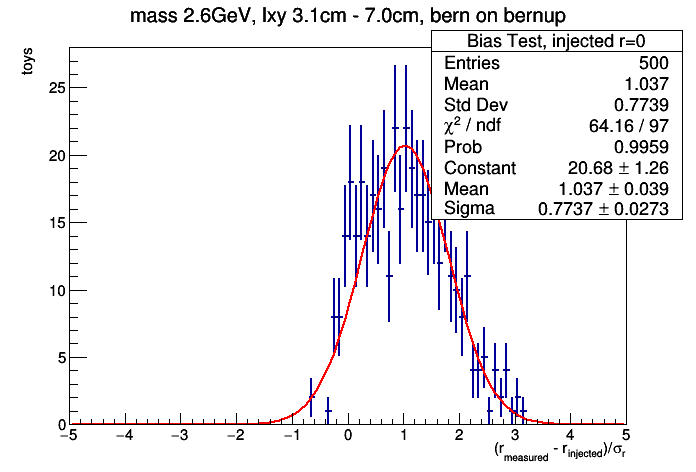 mass 2.6GeV, lxy 3.1cm - 7.0cm, bern on bernup
Bias Test, injected r=0
Entries 500
Mean 1.037
Std Dev 0.7739
χ² / ndf 64.16 / 97
Prob 0.9959
Constant 20.68 ± 1.26
Mean 1.037 ± 0.039
Sigma 0.7737 ± 0.0273
toys
25
20
15
10
5
0
−5 −4 −3 −2 −1 0 1 2 3 4 5
(r_measured - r_injected)/σ_r